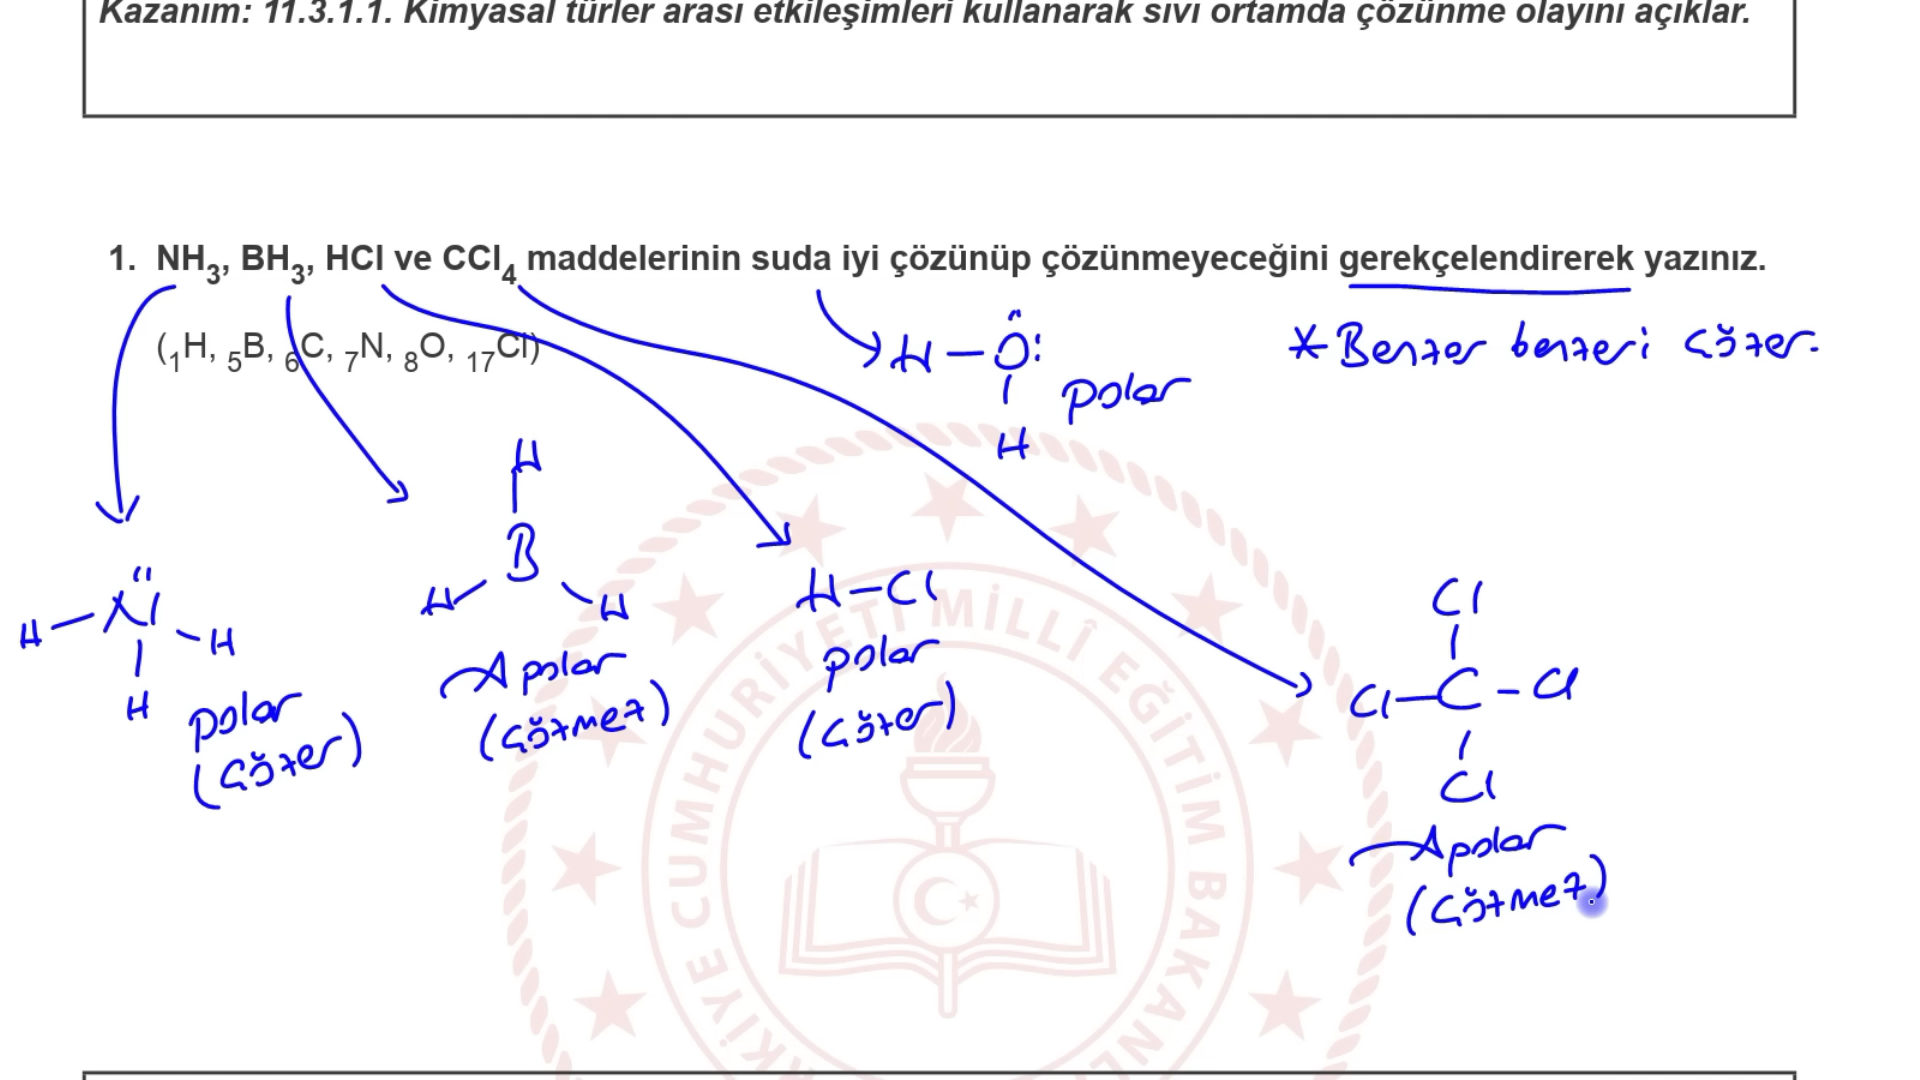 Kazanım: 11.3.1.1. Kimyasal türler arası etkileşimleri kullanarak sıvı ortamda çözünme olayını açıklar.
1. NH3, BH3, HCl ve CCl4 maddelerinin suda iyi çözünüp çözünmeyeceğini gerekçelendirerek yazınız.
(1H, 5B, 6C, 7N, 8O, 17Cl)
H–O:
H
polar
*Benzer benzeri çözer.
H–N–H
H
polar
(çözer)
H
B
H H
Apolar
(çözmez)
H–Cl
polar
(çözer)
Cl
Cl–C–Cl
Cl
Apolar
(çözmez)
CUMHURİYETİ MİLLÎ EĞİTİM